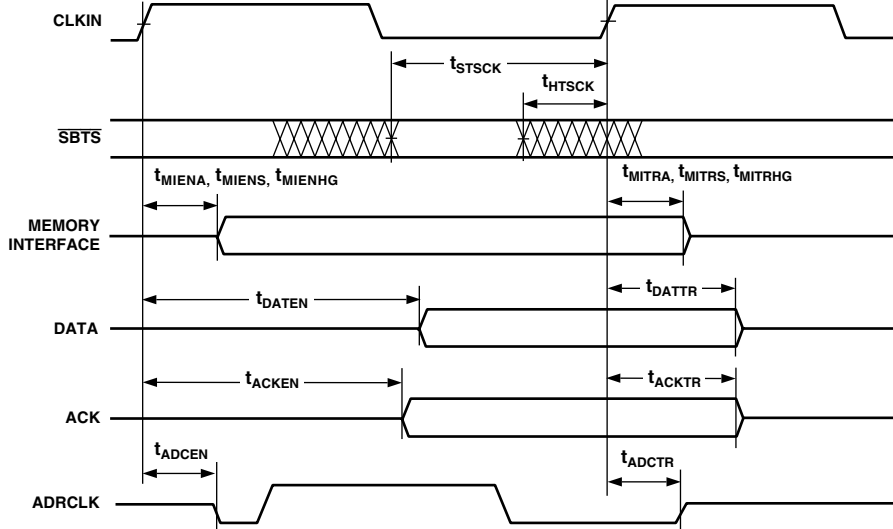 CLKIN
tSTSCK
tHTSCK
SBTS
tMIENA, tMIENS, tMIENHG
tMITRA, tMITRS, tMITRHG
MEMORY
INTERFACE
tDATEN
tDATTR
DATA
tACKEN
tACKTR
ACK
tADCEN
tADCTR
ADRCLK